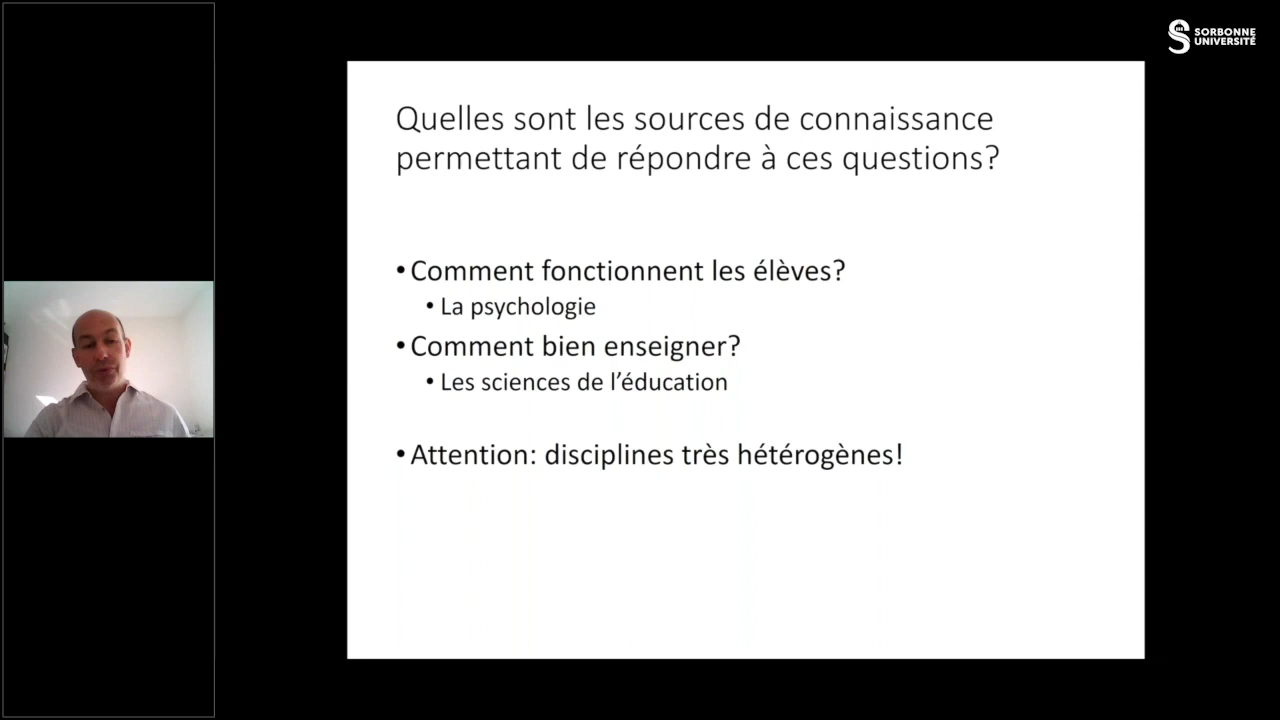 SORBONNE
UNIVERSITÉ
Quelles sont les sources de connaissance
permettant de répondre à ces questions?
•Comment fonctionnent les élèves?
•La psychologie
•Comment bien enseigner?
•Les sciences de l’éducation
•Attention: disciplines très hétérogènes!